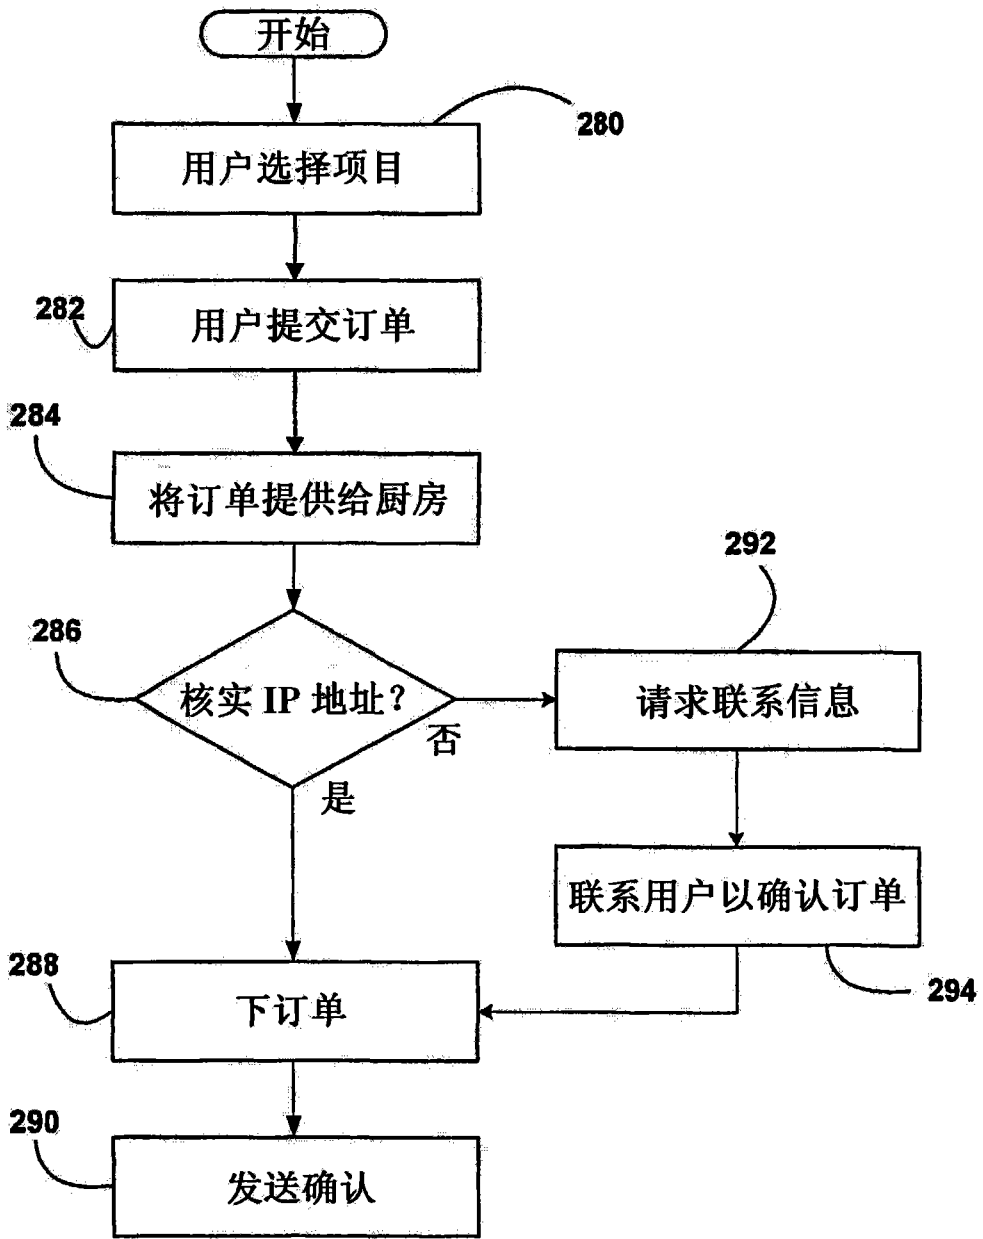 开始
280
用户选择项目
282
用户提交订单
284
将订单提供给厨房
292
286
核实 IP 地址？
请求联系信息
否
是
联系用户以确认订单
288
294
下订单
290
发送确认